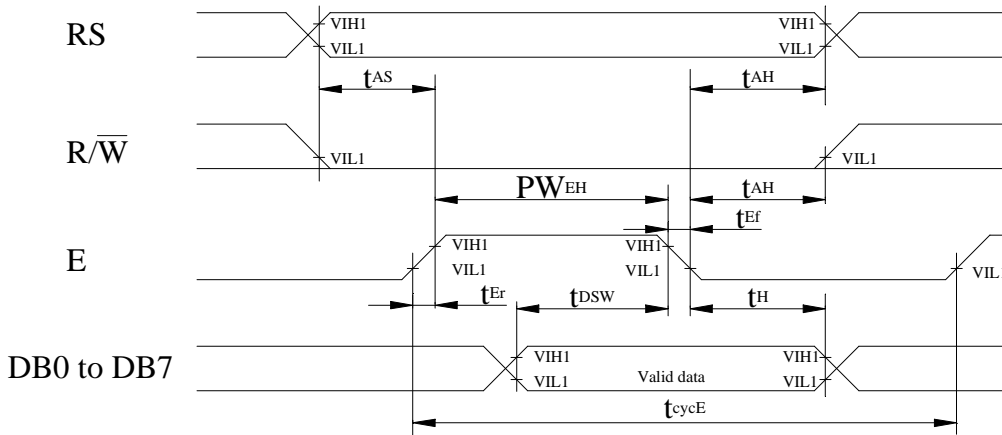 RS
VIH1
VIL1
VIH1
VIL1
tAS
tAH
R/W̅
VIL1
VIL1
PWEH
tAH
tEf
E
VIH1
VIL1
VIH1
VIL1
VIL1
tEr
tDSW
tH
DB0 to DB7
VIH1
VIL1
Valid data
VIH1
VIL1
tcycE